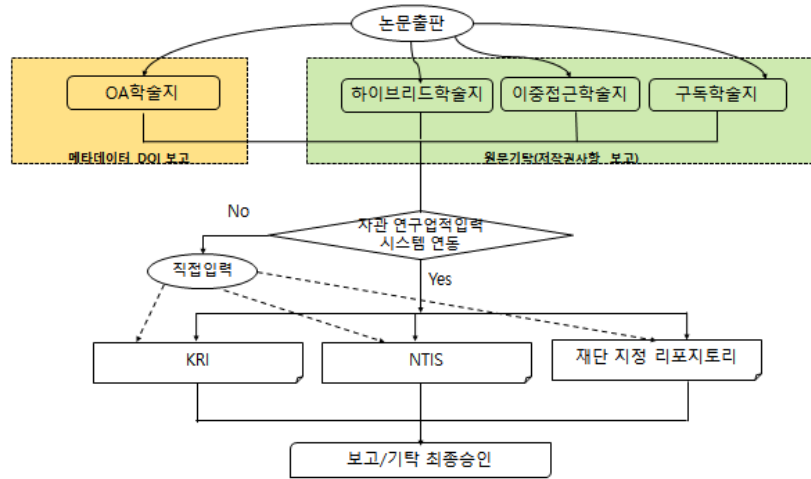 논문출판
OA학술지
하이브리드학술지
이중접근학술지
구독학술지
메타데이터 DOI 보고
원문기탁(저작권사항 보고)
No
자관 연구업적입력
시스템 연동
직접입력
Yes
KRI
NTIS
재단 지정 리포지토리
보고/기탁 최종승인